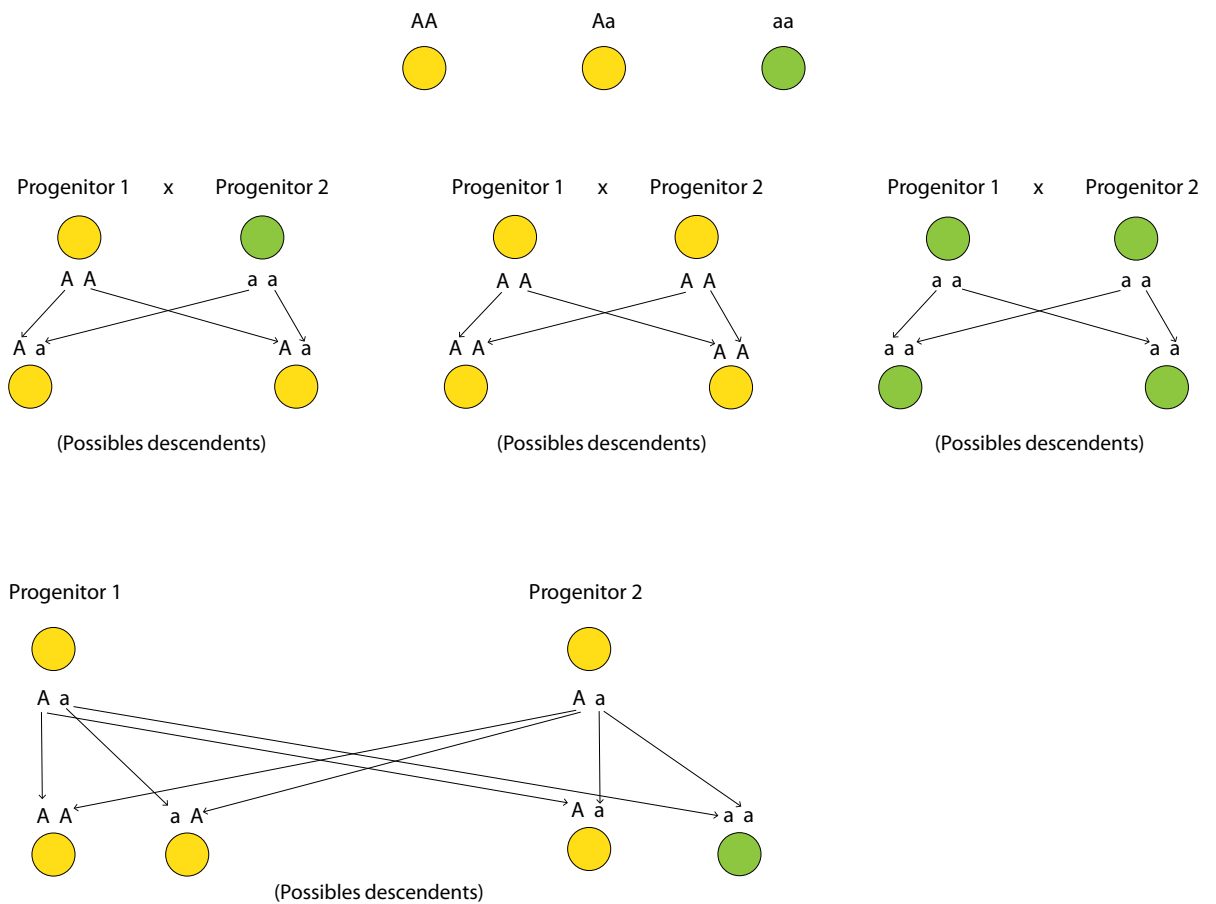 AA Aa aa
Progenitor 1 x Progenitor 2
A A a a
A a A a
(Possibles descendents)
Progenitor 1 x Progenitor 2
A A A A
A A A A
(Possibles descendents)
Progenitor 1 x Progenitor 2
a a a a
a a a a
(Possibles descendents)
Progenitor 1 Progenitor 2
A a A a
A A a A A a a a
(Possibles descendents)